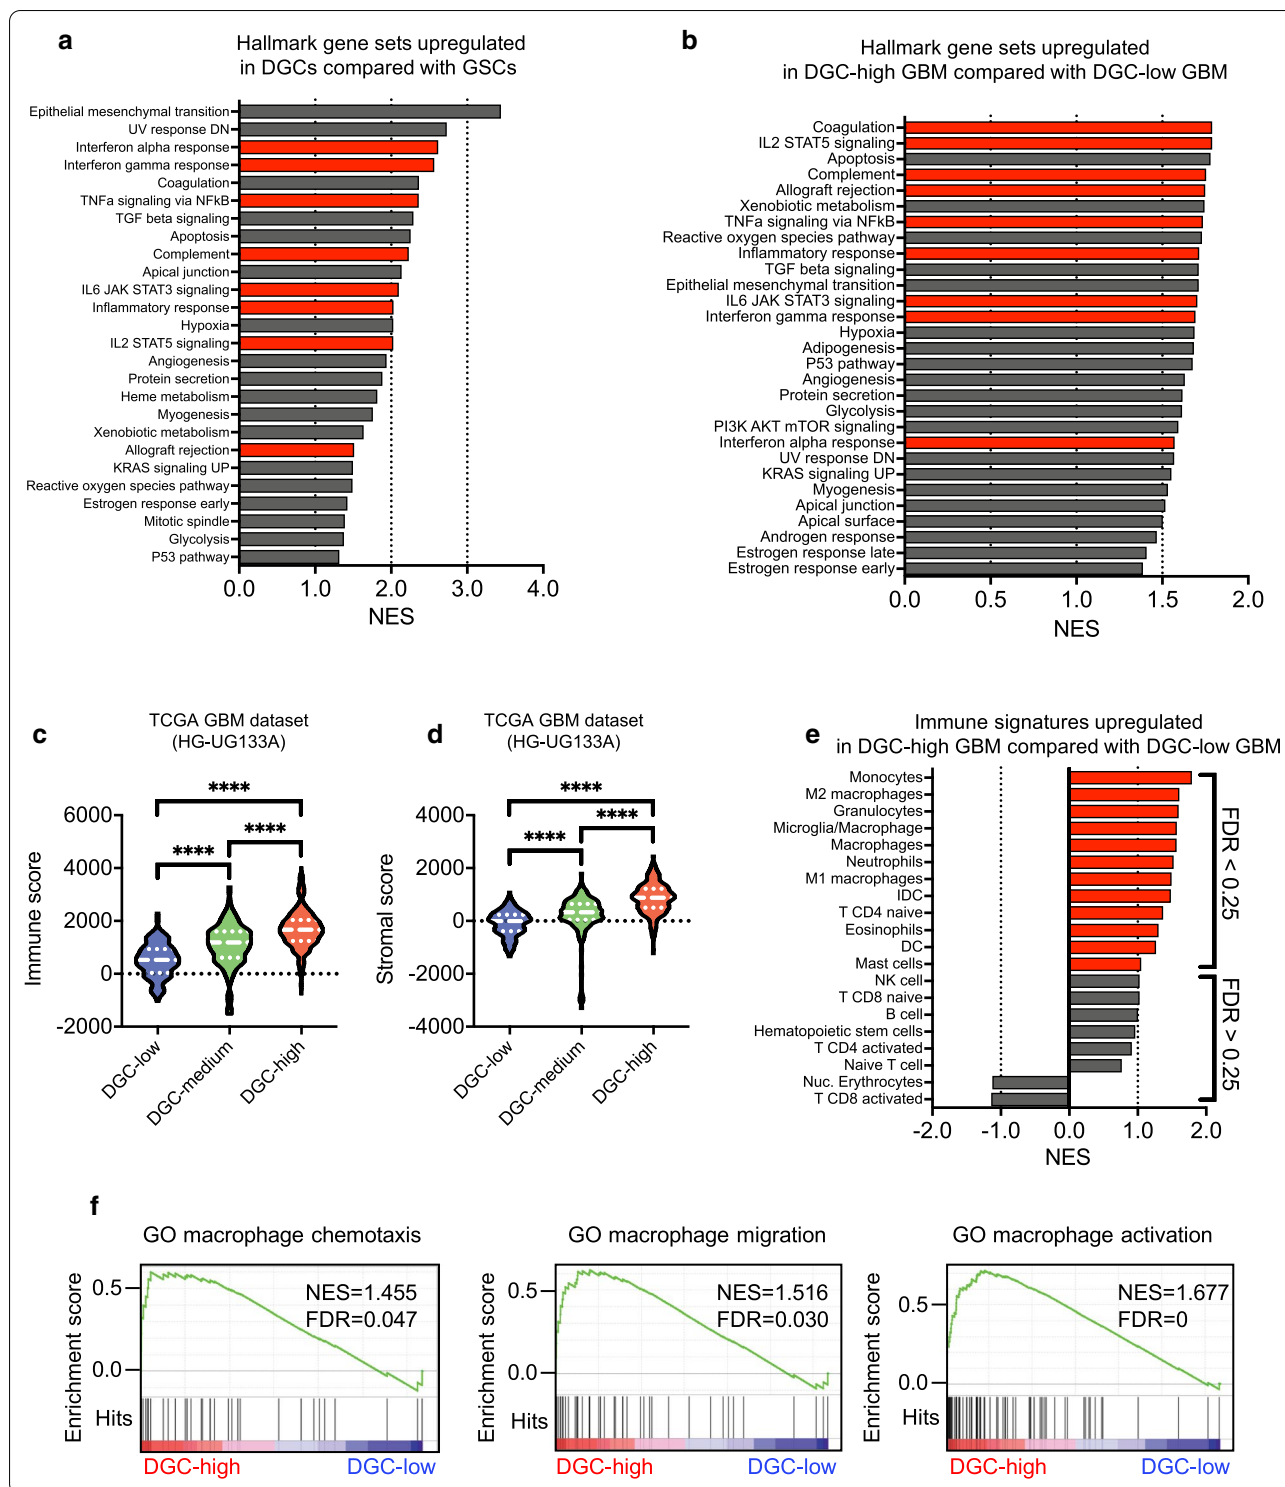 a
Hallmark gene sets upregulated
in DGCs compared with GSCs
Epithelial mesenchymal transition
UV response DN
Interferon alpha response
Interferon gamma response
Coagulation
TNFa signaling via NFkB
TGF beta signaling
Apoptosis
Complement
Apical junction
IL6 JAK STAT3 signaling
Inflammatory response
Hypoxia
IL2 STAT5 signaling
Angiogenesis
Protein secretion
Heme metabolism
Myogenesis
Xenobiotic metabolism
Allograft rejection
KRAS signaling UP
Reactive oxygen species pathway
Estrogen response early
Mitotic spindle
Glycolysis
P53 pathway
0.0 1.0 2.0 3.0 4.0
NES
b
Hallmark gene sets upregulated
in DGC-high GBM compared with DGC-low GBM
Coagulation
IL2 STAT5 signaling
Apoptosis
Complement
Allograft rejection
Xenobiotic metabolism
TNFa signaling via NFkB
Reactive oxygen species pathway
Inflammatory response
TGF beta signaling
Epithelial mesenchymal transition
IL6 JAK STAT3 signaling
Interferon gamma response
Hypoxia
Adipogenesis
P53 pathway
Angiogenesis
Protein secretion
Glycolysis
PI3K AKT mTOR signaling
Interferon alpha response
UV response DN
KRAS signaling UP
Myogenesis
Apical junction
Apical surface
Androgen response
Estrogen response late
Estrogen response early
0.0 0.5 1.0 1.5 2.0
NES
c
TCGA GBM dataset
(HG-UG133A)
Immune score
6000
4000
2000
0
-2000
****
****
****
DGC-low
DGC-medium
DGC-high
d
TCGA GBM dataset
(HG-UG133A)
Stromal score
4000
2000
0
-2000
-4000
****
****
****
DGC-low
DGC-medium
DGC-high
e
Immune signatures upregulated
in DGC-high GBM compared with DGC-low GBM
Monocytes
M2 macrophages
Granulocytes
Microglia/Macrophage
Macrophages
Neutrophils
M1 macrophages
IDC
T CD4 naive
Eosinophils
DC
Mast cells
NK cell
T CD8 naive
B cell
Hematopoietic stem cells
T CD4 activated
Naive T cell
Nuc. Erythrocytes
T CD8 activated
FDR < 0.25
FDR > 0.25
-2.0 -1.0 0.0 1.0 2.0
NES
f
GO macrophage chemotaxis
Enrichment score
0.5
0.0
NES=1.455
FDR=0.047
Hits
DGC-high DGC-low
GO macrophage migration
Enrichment score
0.5
0.0
NES=1.516
FDR=0.030
Hits
DGC-high DGC-low
GO macrophage activation
Enrichment score
0.5
0.0
NES=1.677
FDR=0
Hits
DGC-high DGC-low